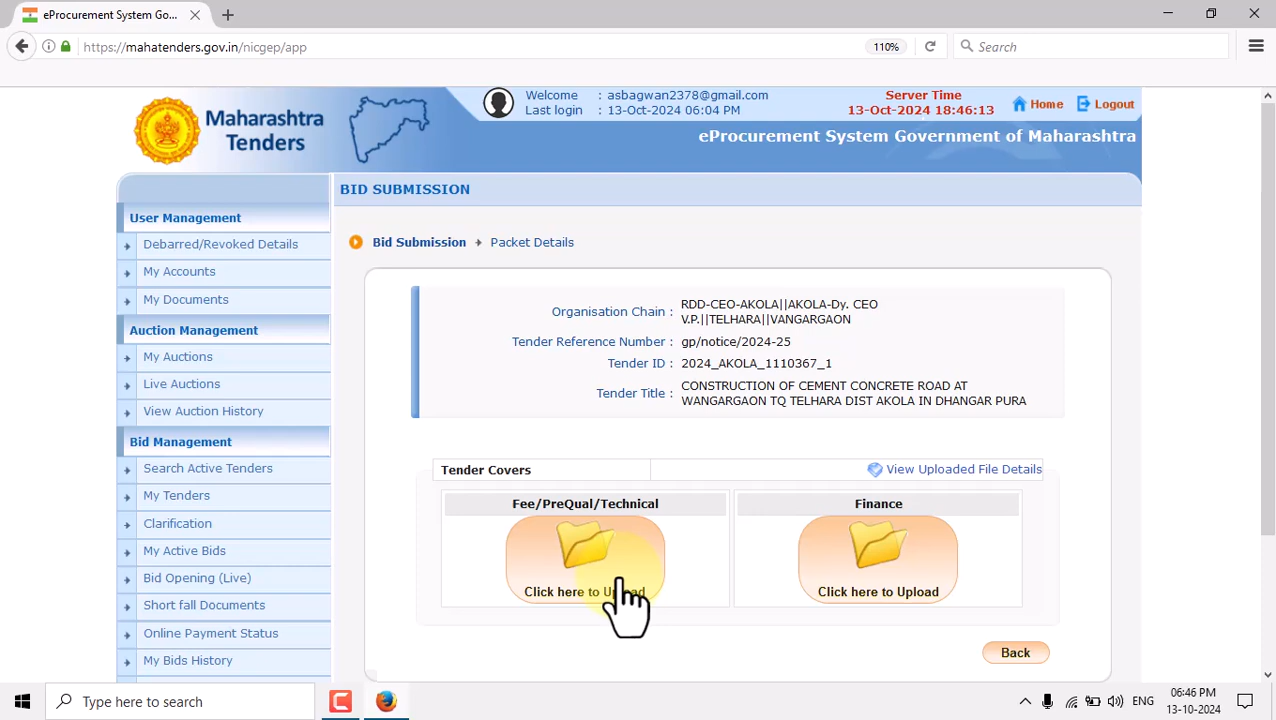 eProcurement System Go...
https://mahatenders.gov.in/nicgep/app
110%
Search
Maharashtra
Tenders
Welcome : asbagwan2378@gmail.com
Last login : 13-Oct-2024 06:04 PM
Server Time
13-Oct-2024 18:46:13
Home
Logout
eProcurement System Government of Maharashtra
User Management
Debarred/Revoked Details
My Accounts
My Documents
Auction Management
My Auctions
Live Auctions
View Auction History
Bid Management
Search Active Tenders
My Tenders
Clarification
My Active Bids
Bid Opening (Live)
Short fall Documents
Online Payment Status
My Bids History
BID SUBMISSION
Bid Submission Packet Details
Organisation Chain : RDD-CEO-AKOLA||AKOLA-Dy. CEO
V.P.||TELHARA||VANGARGAON
Tender Reference Number : gp/notice/2024-25
Tender ID : 2024_AKOLA_1110367_1
Tender Title : CONSTRUCTION OF CEMENT CONCRETE ROAD AT
WANGARGAON TQ TELHARA DIST AKOLA IN DHANGAR PURA
Tender Covers
View Uploaded File Details
Fee/PreQual/Technical
Click here to Upload
Finance
Click here to Upload
Back
Type here to search
ENG
06:46 PM
13-10-2024